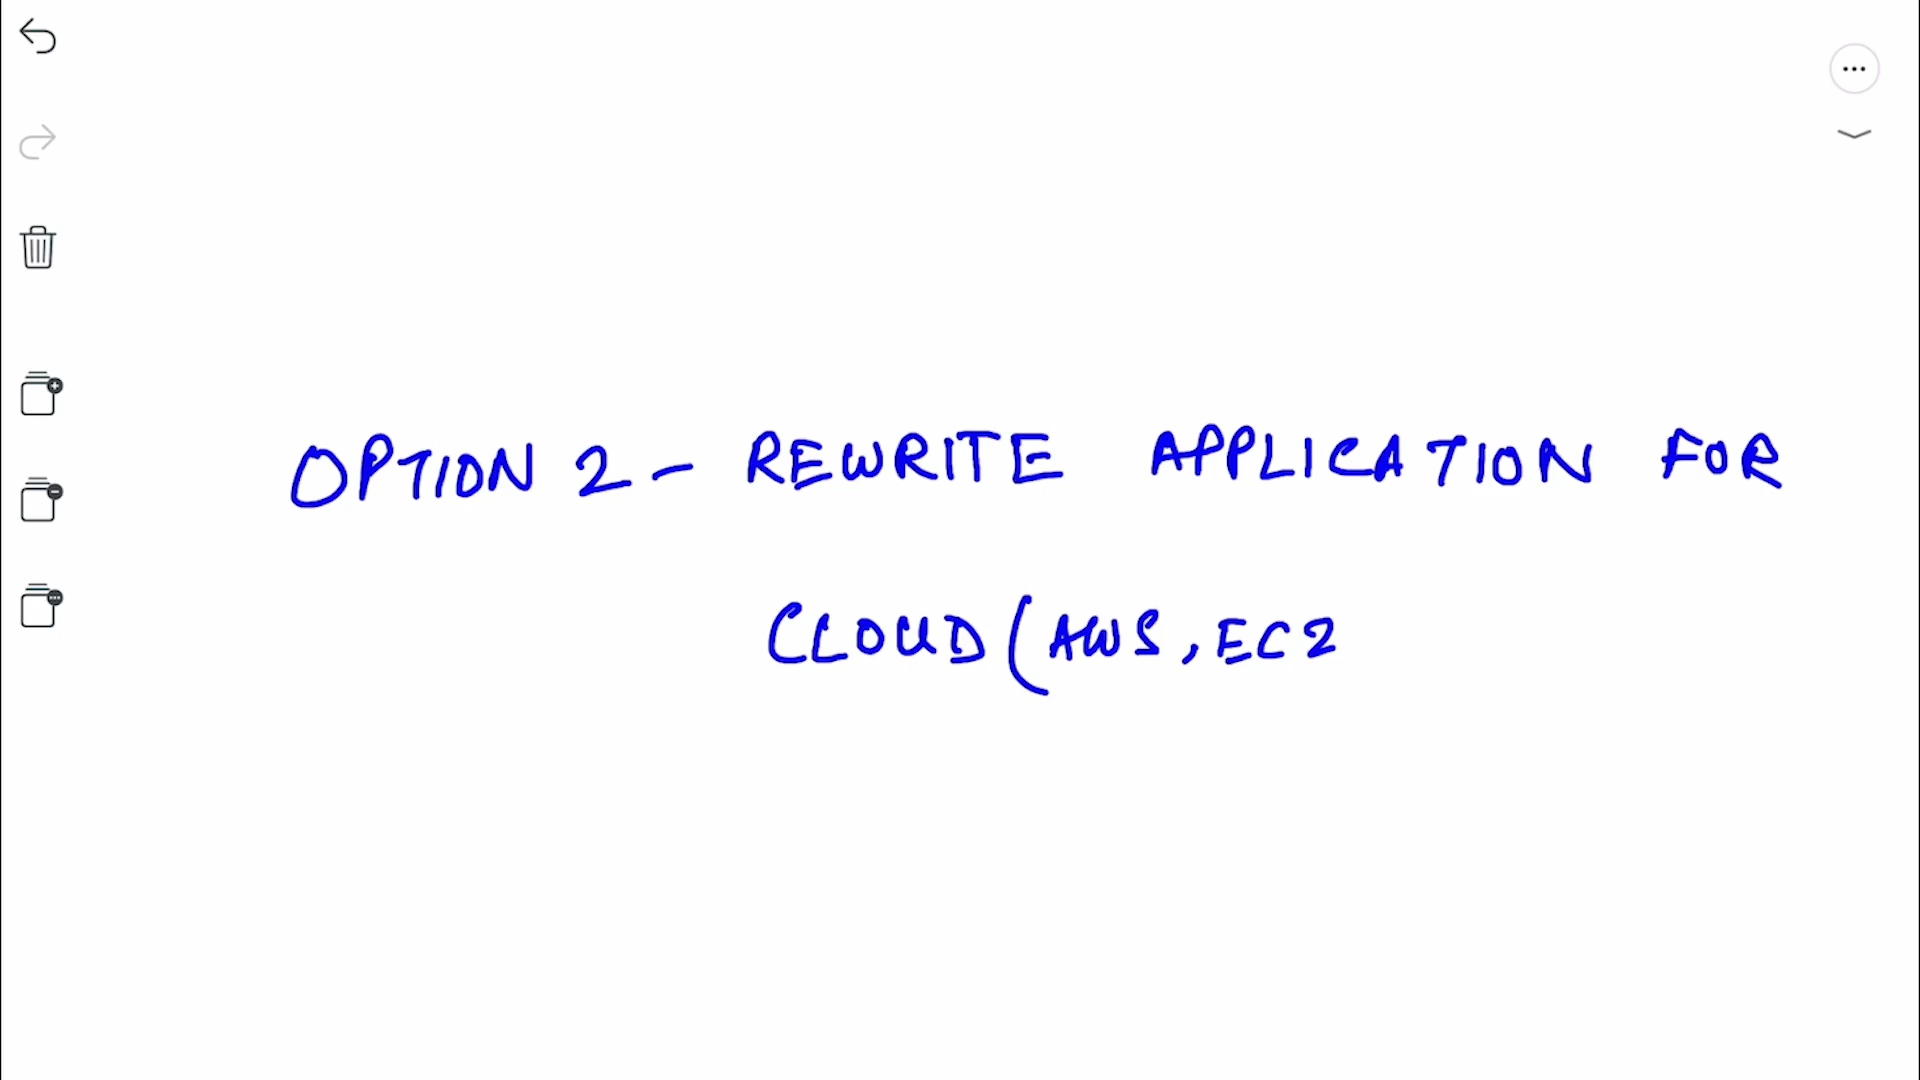 OPTION 2 - REWRITE APPLICATION FOR
CLOUD (AWS, EC2